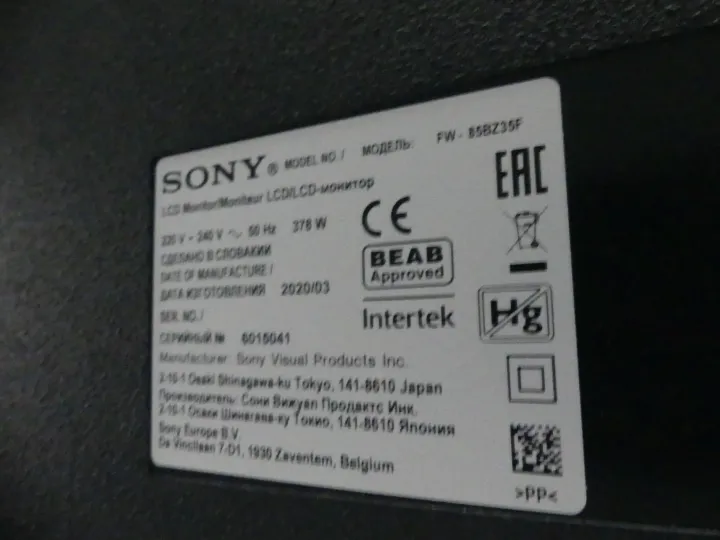 SONY® MODEL NO. / МОДЕЛЬ: FW - 85BZ35F
LCD Monitor/Moniteur LCD/LCD-монитор
220 V - 240 V ~ 50 Hz 378 W
СДЕЛАНО В СЛОВАКИИ
DATE OF MANUFACTURE /
ДАТА ИЗГОТОВЛЕНИЯ 2020/03
SER. NO./
СЕРИЙНЫЙ № 6015041
Manufacturer: Sony Visual Products Inc.
2-10-1 Osaki Shinagawa-ku Tokyo, 141-8610 Japan
Производитель: Сони Вижуал Продактс Инк.
2-10-1 Осаки Шинагава-ку Токио, 141-8610 Япония
Sony Europe B.V.
Da Vincilaan 7-D1, 1930 Zaventem, Belgium
CE
BEAB
Approved
Intertek
EAC
Hg
>PP<